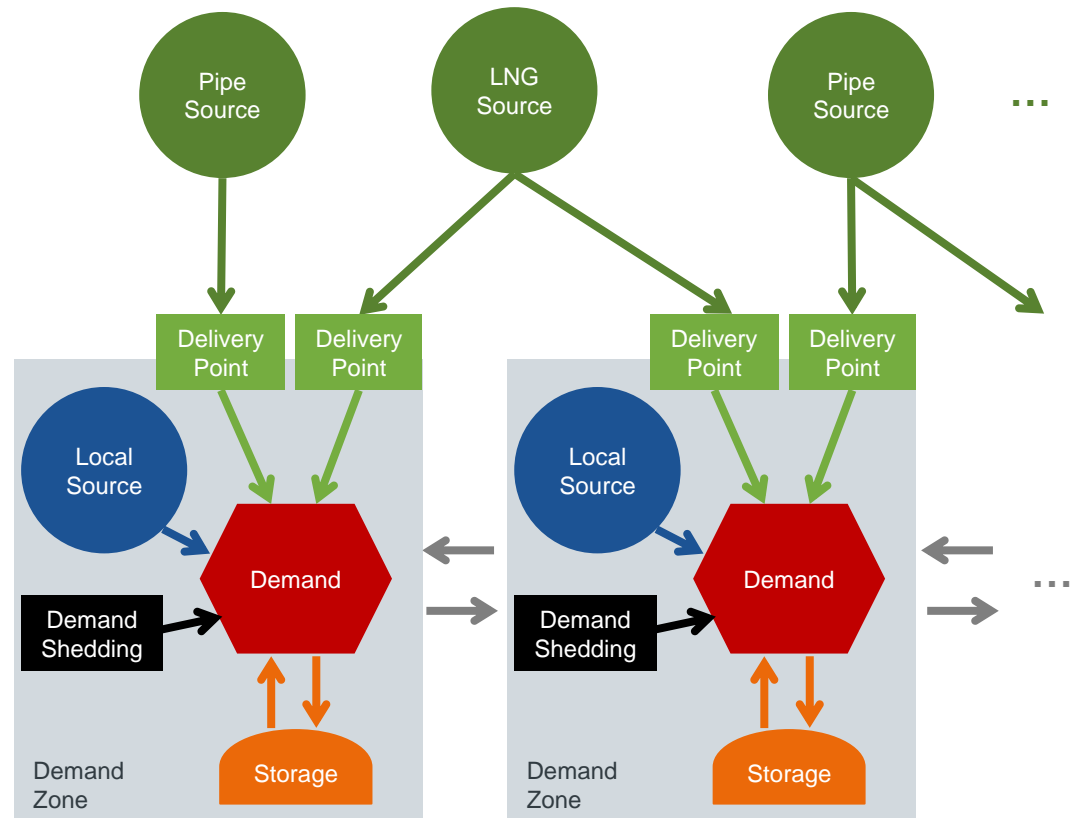 Pipe
Source
LNG
Source
Pipe
Source
...
Delivery
Point
Delivery
Point
Delivery
Point
Delivery
Point
Local
Source
Demand
Demand
Shedding
Storage
Demand
Zone
Local
Source
Demand
Demand
Shedding
Storage
Demand
Zone
...